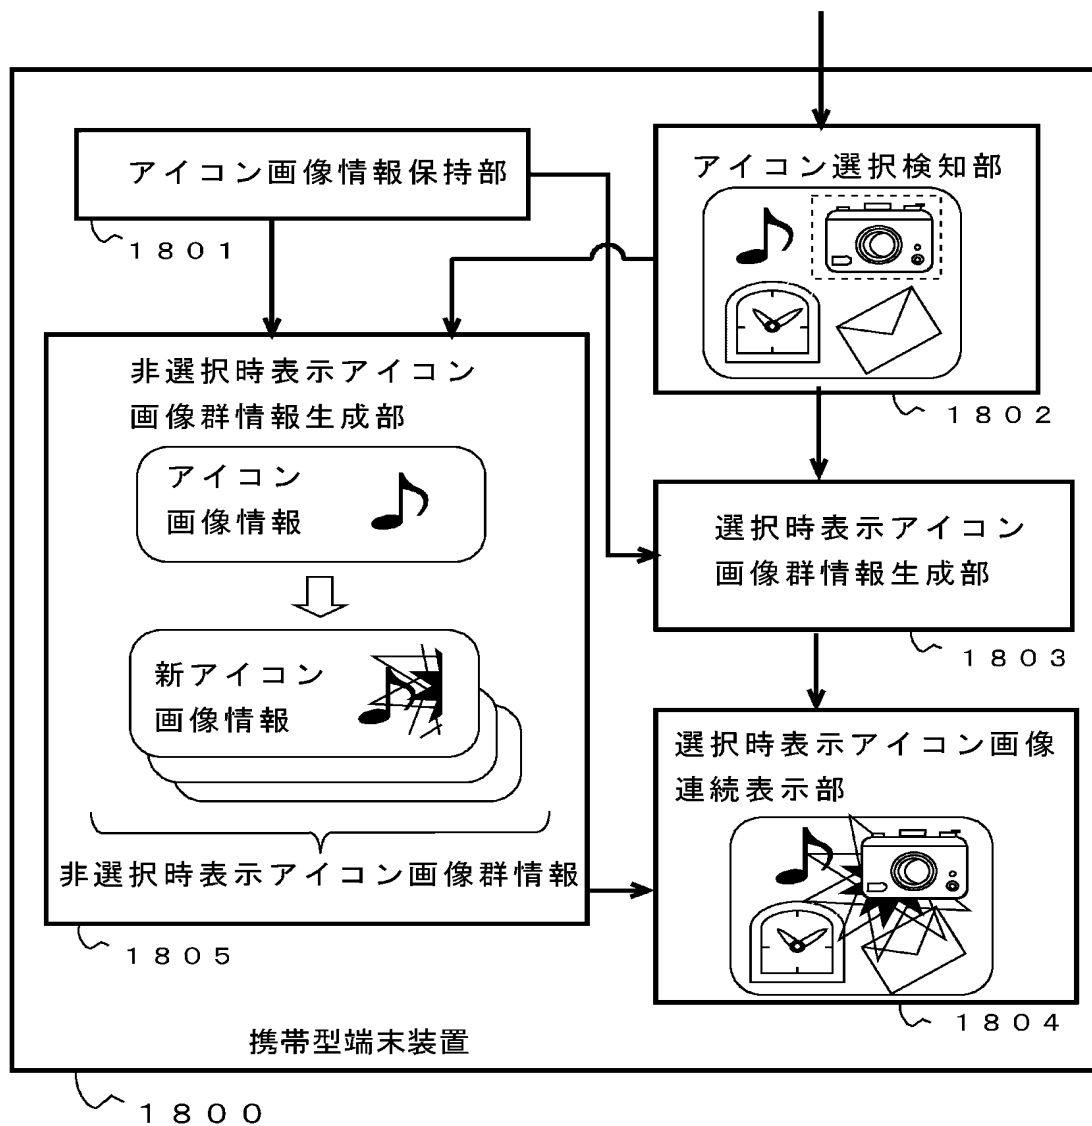 アイコン画像情報保持部
1801
アイコン選択検知部
1802
非選択時表示アイコン
画像群情報生成部
アイコン
画像情報
新アイコン
画像情報
非選択時表示アイコン画像群情報
1805
選択時表示アイコン
画像群情報生成部
1803
選択時表示アイコン画像
連続表示部
1804
携帯型端末装置
1800